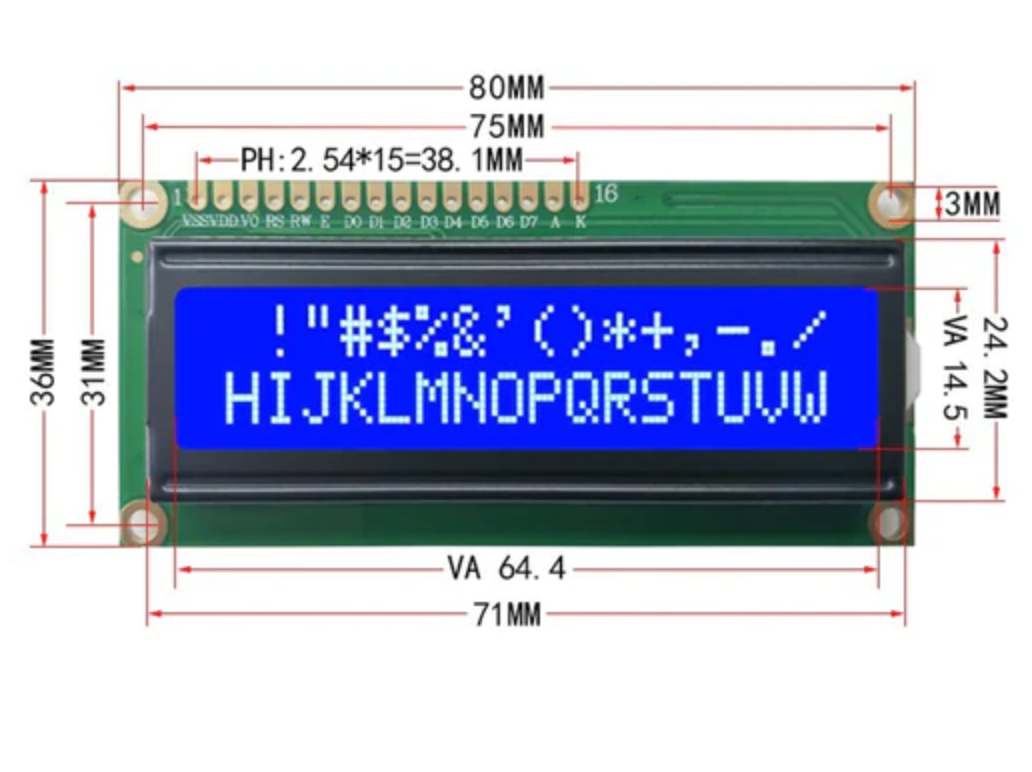 80MM
75MM
PH:2.54*15=38.1MM
1 16
VSS VDD V0 RS RW E D0 D1 D2 D3 D4 D5 D6 D7 A K
3MM
36MM
31MM
!"#$%&'()*+,-./
HIJKLMNOPQRSTUVW
VA 14.5
24.2MM
VA 64.4
71MM